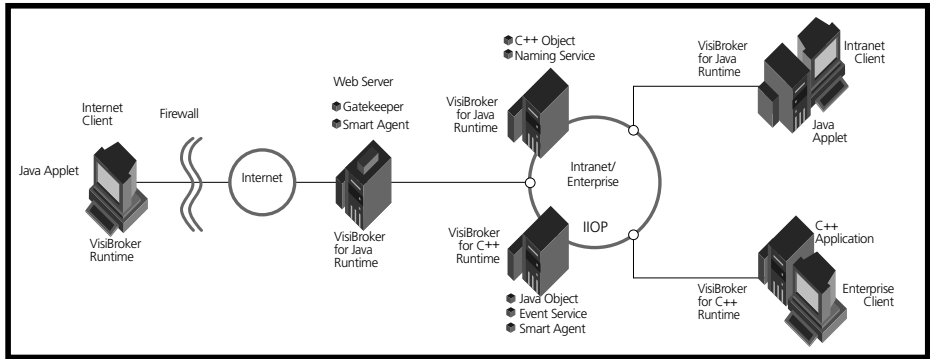 Internet
Client
Java Applet
VisiBroker
Runtime
Firewall
Internet
Web Server
Gatekeeper
Smart Agent
VisiBroker
for Java
Runtime
C++ Object
Naming Service
VisiBroker
for Java
Runtime
Intranet/
Enterprise
IIOP
VisiBroker
for C++
Runtime
Java Object
Event Service
Smart Agent
VisiBroker
for Java
Runtime
Intranet
Client
Java
Applet
C++
Application
VisiBroker
for C++
Runtime
Enterprise
Client